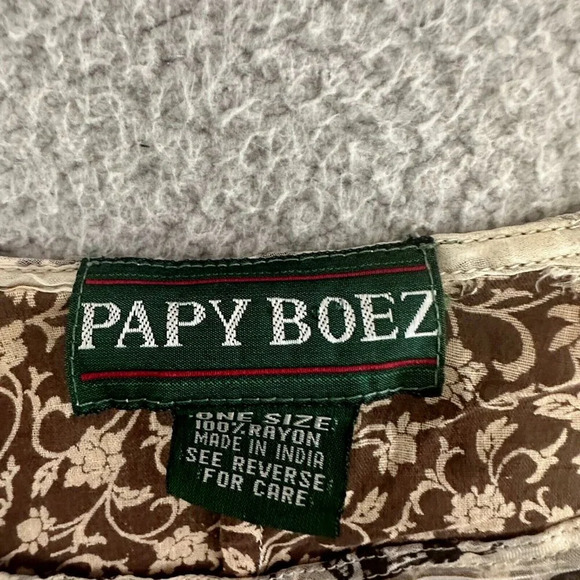 PAPY BOEZ
ONE SIZE
100% RAYON
MADE IN INDIA
SEE REVERSE
FOR CARE